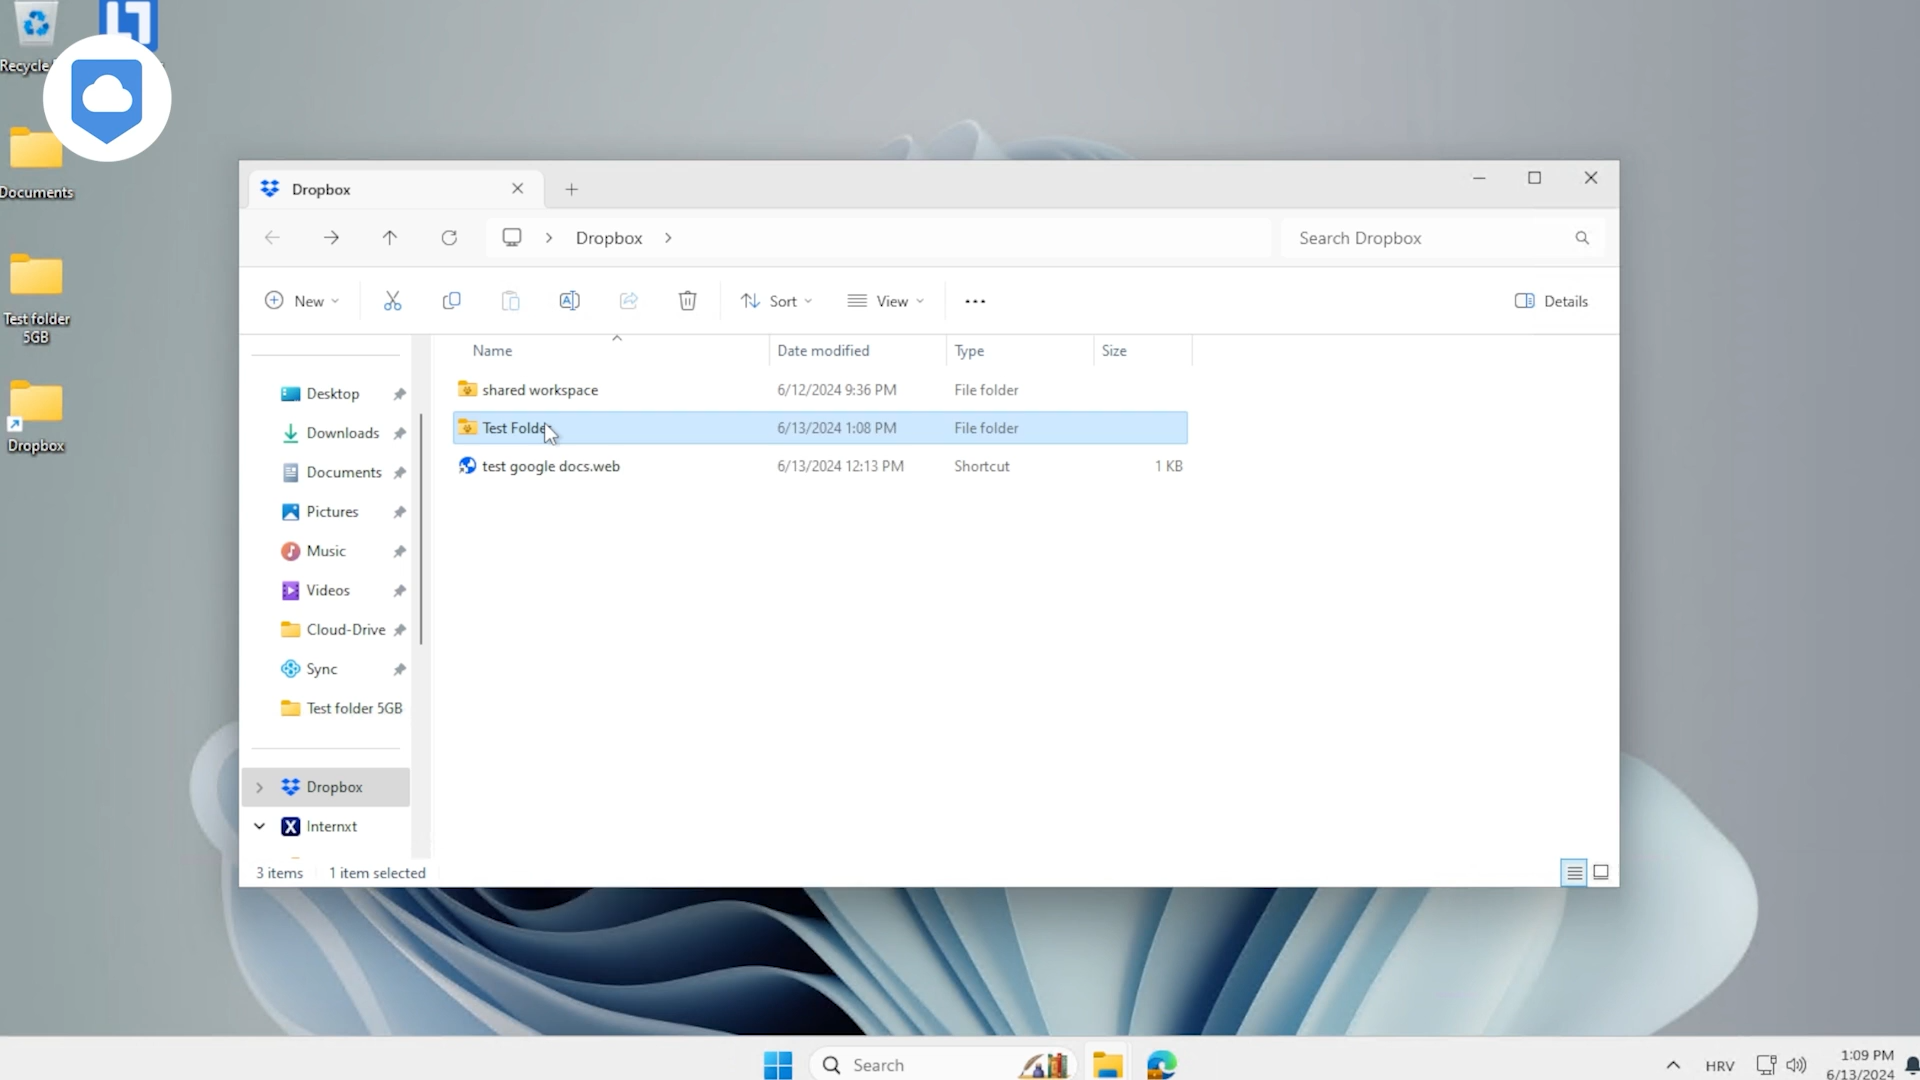 Recycle
Documents
Test folder
5GB
Dropbox
Dropbox
Dropbox
Search Dropbox
New
Sort
View
Details
Name
Date modified
Type
Size
shared workspace
6/12/2024 9:36 PM
File folder
Test Folder
6/13/2024 1:08 PM
File folder
test google docs.web
6/13/2024 12:13 PM
Shortcut
1 KB
Desktop
Downloads
Documents
Pictures
Music
Videos
Cloud-Drive
Sync
Test folder 5GB
Dropbox
Internxt
3 items
1 item selected
Search
HRV
1:09 PM
6/13/2024